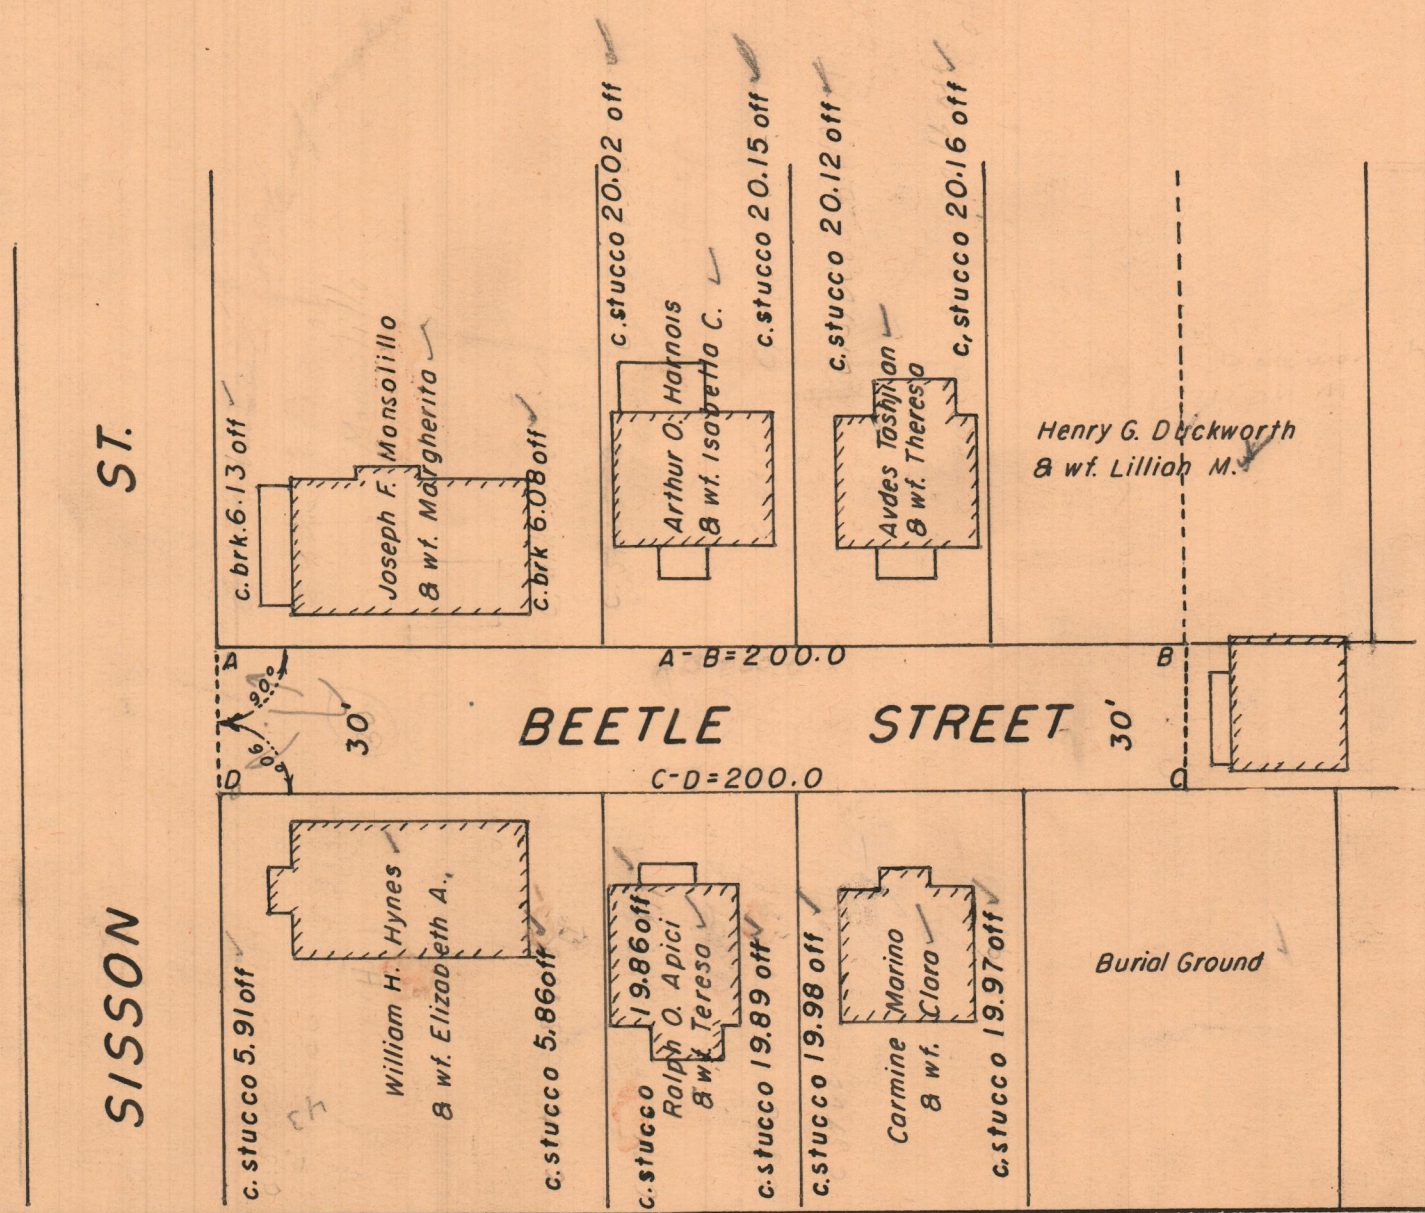 SISSON ST.
c. brk. 6.13 off
Joseph F. Monsolillo
& wf. Margherita
c. brk 6.08 off
c. stucco 20.02 off
Arthur O. Harnois
& wf. Isabella C.
c. stucco 20.15 off
c. stucco 20.12 off
Avdes Tashjian
& wf. Theresa
c, stucco 20.16 off
Henry G. Duckworth
& wf. Lillian M.
A
A-B=200.0
B
90°
30'
BEETLE STREET
30'
90°
D
C-D=200.0
C
c. stucco 5.91 off
William H. Hynes
& wf. Elizabeth A.,
c. stucco 5.86 off
c. stucco 19.86 off
Ralph O. Apici
& wf. Teresa
c. stucco 19.89 off
c. stucco 19.98 off
Carmine Marino
& wf. Clara
c, stucco 19.97 off
Burial Ground
43